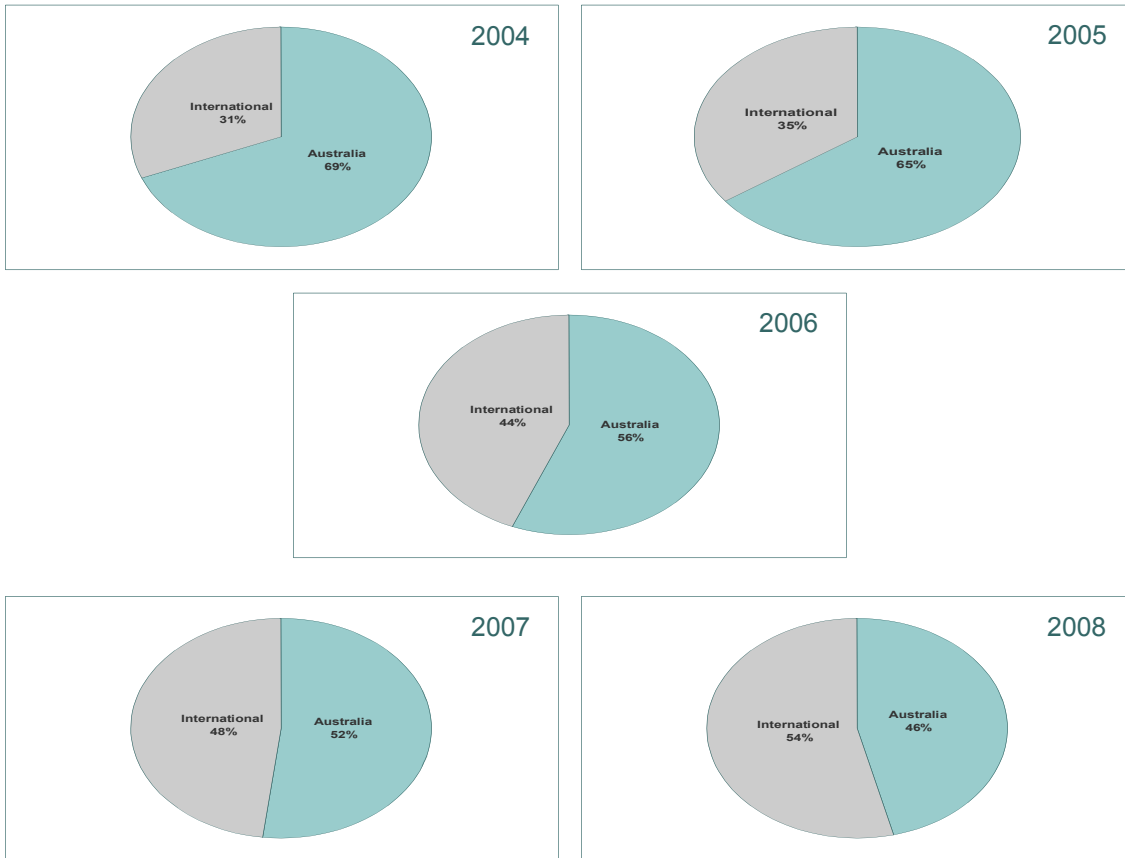 2004
International
31%
Australia
69%
2005
International
35%
Australia
65%
2006
International
44%
Australia
56%
2007
International
48%
Australia
52%
2008
International
54%
Australia
46%